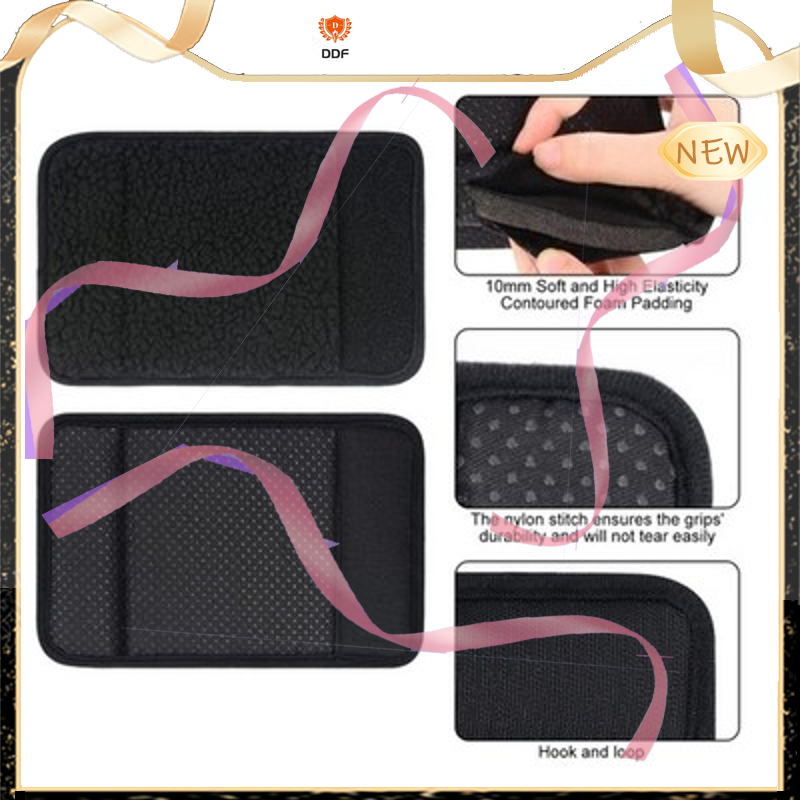 DDF
NEW
10mm Soft and High Elasticity
Contoured Foam Padding
The nylon stitch ensures the grips'
durability and will not tear easily
Hook and loop